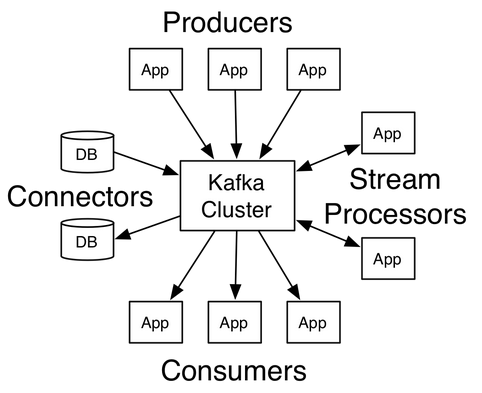 Producers
App
App
App
DB
App
Connectors
Kafka
Cluster
Stream
Processors
DB
App
App
App
App
Consumers